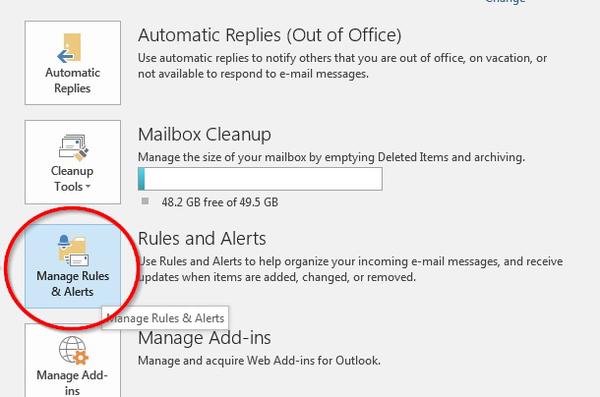 Change
Automatic Replies (Out of Office)
Use automatic replies to notify others that you are out of office, on vacation, or
not available to respond to e-mail messages.
Automatic
Replies
Mailbox Cleanup
Manage the size of your mailbox by emptying Deleted Items and archiving.
48.2 GB free of 49.5 GB
Cleanup
Tools
Rules and Alerts
Use Rules and Alerts to help organize your incoming e-mail messages, and receive
updates when items are added, changed, or removed.
Manage Rules
& Alerts
Manage Rules & Alerts
Manage Add-ins
Manage and acquire Web Add-ins for Outlook.
Manage Add-
ins